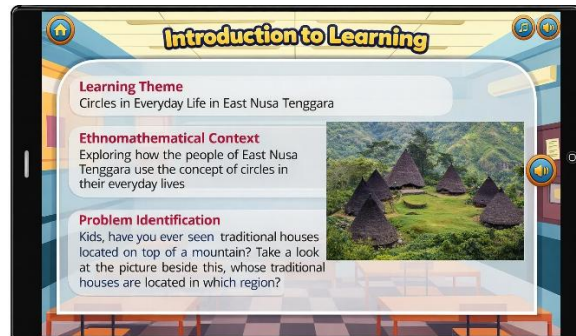 Introduction to Learning
Learning Theme
Circles in Everyday Life in East Nusa Tenggara
Ethnomathematical Context
Exploring how the people of East Nusa
Tenggara use the concept of circles in
their everyday lives
Problem Identification
Kids, have you ever seen traditional houses
located on top of a mountain? Take a look
at the picture beside this, whose traditional
houses are located in which region?